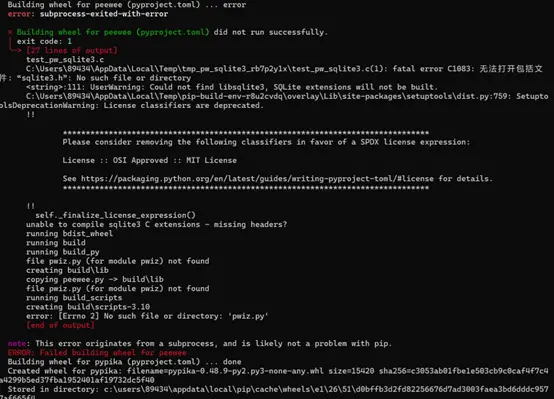 Building wheel for peewee (pyproject.toml) ... error
error: subprocess-exited-with-error
× Building wheel for peewee (pyproject.toml) did not run successfully.
│ exit code: 1
╰─> [27 lines of output]
test_pw_sqlite3.c
C:\Users\89434\AppData\Local\Temp\tmp_pw_sqlite3_rb7p2y1x\test_pw_sqlite3.c(1): fatal error C1083: 无法打开包括文
件: “sqlite3.h”: No such file or directory
<string>:111: UserWarning: Could not find libsqlite3, SQLite extensions will not be built.
C:\Users\89434\AppData\Local\Temp\pip-build-env-r8u2cvdq\overlay\Lib\site-packages\setuptools\dist.py:759: Setupto
olsDeprecationWarning: License classifiers are deprecated.
!!
********************************************************************************
Please consider removing the following classifiers in favor of a SPDX license expression:
License :: OSI Approved :: MIT License
See https://packaging.python.org/en/latest/guides/writing-pyproject-toml/#license for details.
********************************************************************************
!!
self._finalize_license_expression()
unable to compile sqlite3 C extensions - missing headers?
running bdist_wheel
running build
running build_py
file pwiz.py (for module pwiz) not found
creating build\lib
copying peewee.py -> build\lib
file pwiz.py (for module pwiz) not found
running build_scripts
creating build\scripts-3.10
error: [Errno 2] No such file or directory: 'pwiz.py'
[end of output]
note: This error originates from a subprocess, and is likely not a problem with pip.
ERROR: Failed building wheel for peewee
Building wheel for pypika (pyproject.toml) ... done
Created wheel for pypika: filename=pypika-0.48.9-py2.py3-none-any.whl size=15420 sha256=c3053ab01fbe1e503cb9c0caf4f7c4
a4299b5ed37fba1952401af19732dc5f40
Stored in directory: c:\users\89434\appdata\local\pip\cache\wheels\e1\26\51\d0bffb3d2fd82256676d7ad3003faea3bd6dddc957